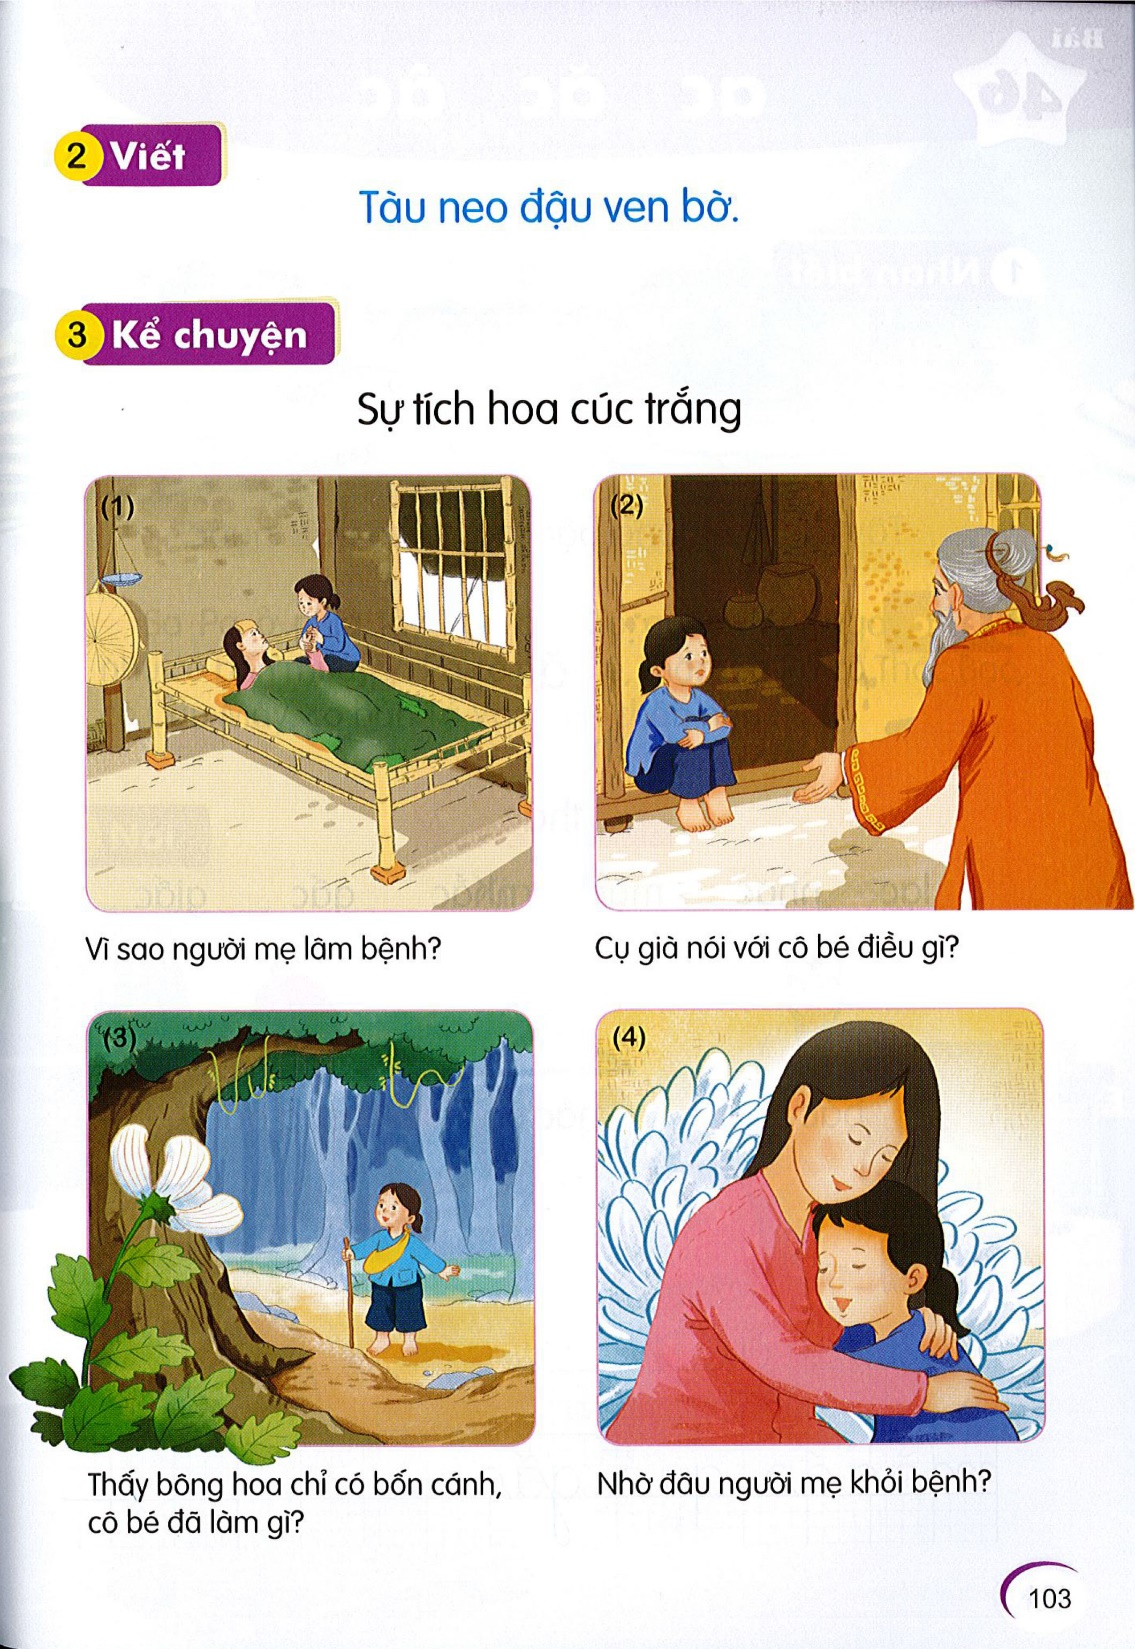 2 Viết
Tàu neo đậu ven bờ.
3 Kể chuyện
Sự tích hoa cúc trắng
(1)
(2)
Vì sao người mẹ lâm bệnh?
Cụ già nói với cô bé điều gì?
(3)
(4)
Thấy bông hoa chỉ có bốn cánh,
cô bé đã làm gì?
Nhờ đâu người mẹ khỏi bệnh?
103